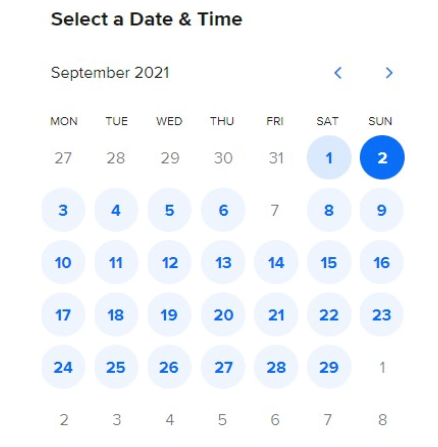 Select a Date & Time
September 2021
MON TUE WED THU FRI SAT SUN
27 28 29 30 31 1 2
3 4 5 6 7 8 9
10 11 12 13 14 15 16
17 18 19 20 21 22 23
24 25 26 27 28 29 1
2 3 4 5 6 7 8